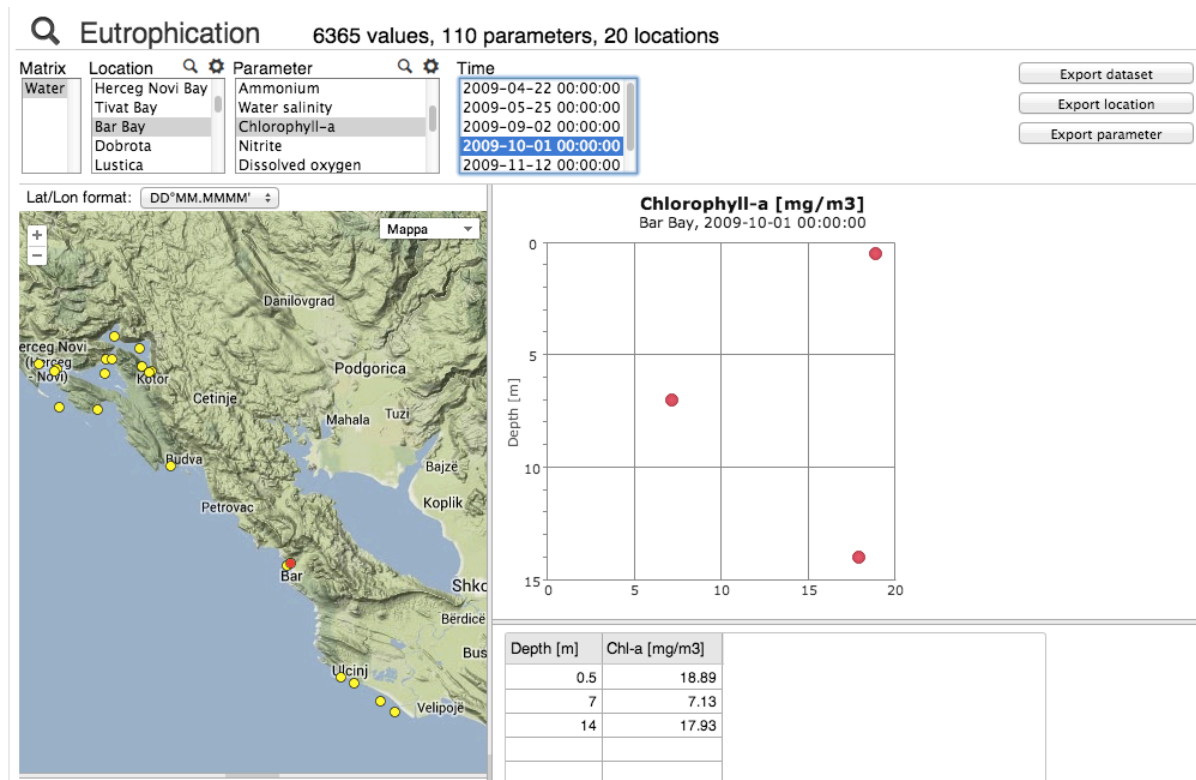 Eutrophication
6365 values, 110 parameters, 20 locations
Matrix
Water
Location
Herceg Novi Bay
Tivat Bay
Bar Bay
Dobrota
Lustica
Parameter
Ammonium
Water salinity
Chlorophyll-a
Nitrite
Dissolved oxygen
Time
2009-04-22 00:00:00
2009-05-25 00:00:00
2009-09-02 00:00:00
2009-10-01 00:00:00
2009-11-12 00:00:00
Export dataset
Export location
Export parameter
Lat/Lon format: DD°MM.MMMM'
+
−
Mappa
Danilovgrad
erceg Novi
(Herceg
- Novi)
Kotor
Podgorica
Cetinje
Mahala
Tuzi
Budva
Bajzë
Petrovac
Koplik
Bar
Shkc
Bërdicë
Bus
Ulcinj
Velipojë
Chlorophyll-a [mg/m3]
Bar Bay, 2009-10-01 00:00:00
0
5
10
15
Depth [m]
0 5 10 15 20
Depth [m] Chl-a [mg/m3]
0.5 18.89
7 7.13
14 17.93